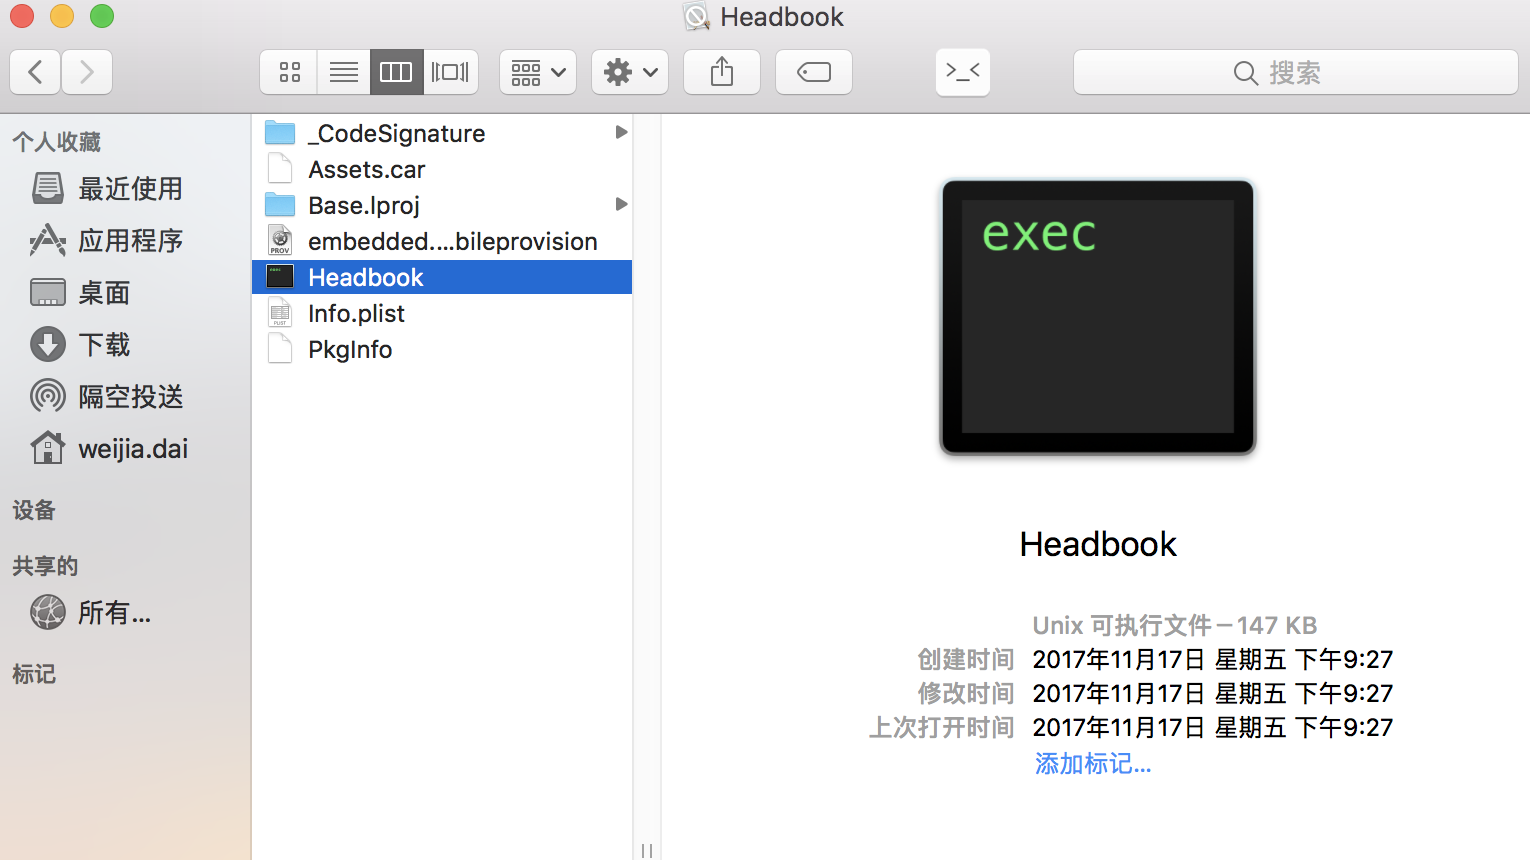 Headbook
>_<
搜索
个人收藏
最近使用
应用程序
桌面
下载
隔空投送
weijia.dai
设备
共享的
所有...
标记
_CodeSignature
Assets.car
Base.lproj
embedded....bileprovision
Headbook
Info.plist
PkgInfo
PROV
PLIST
exec
exec
Headbook
Unix 可执行文件 – 147 KB
创建时间 2017年11月17日 星期五 下午9:27
修改时间 2017年11月17日 星期五 下午9:27
上次打开时间 2017年11月17日 星期五 下午9:27
添加标记...